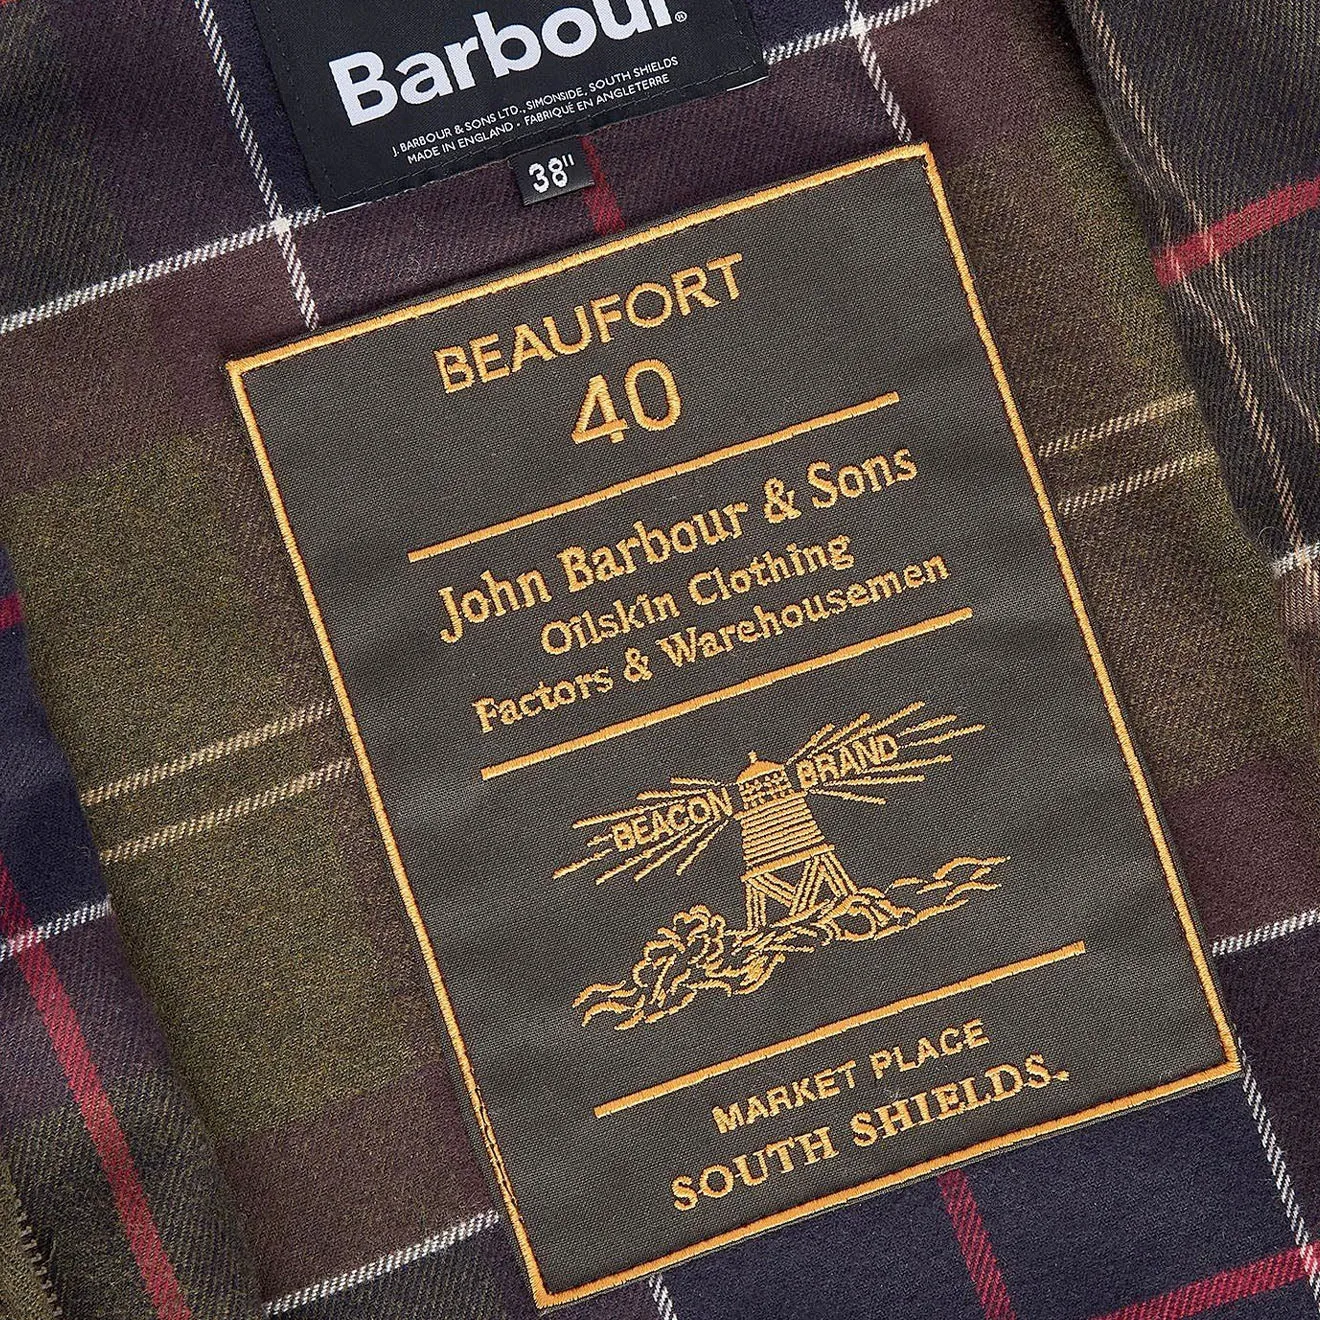 Barbour®
J. BARBOUR & SONS LTD., SIMONSIDE, SOUTH SHIELDS
MADE IN ENGLAND • FABRIQUÉ EN ANGLETERRE
38"
BEAUFORT
40
John Barbour & Sons
Oilskin Clothing
Factors & Warehousemen
BEACON BRAND
MARKET PLACE
SOUTH SHIELDS.